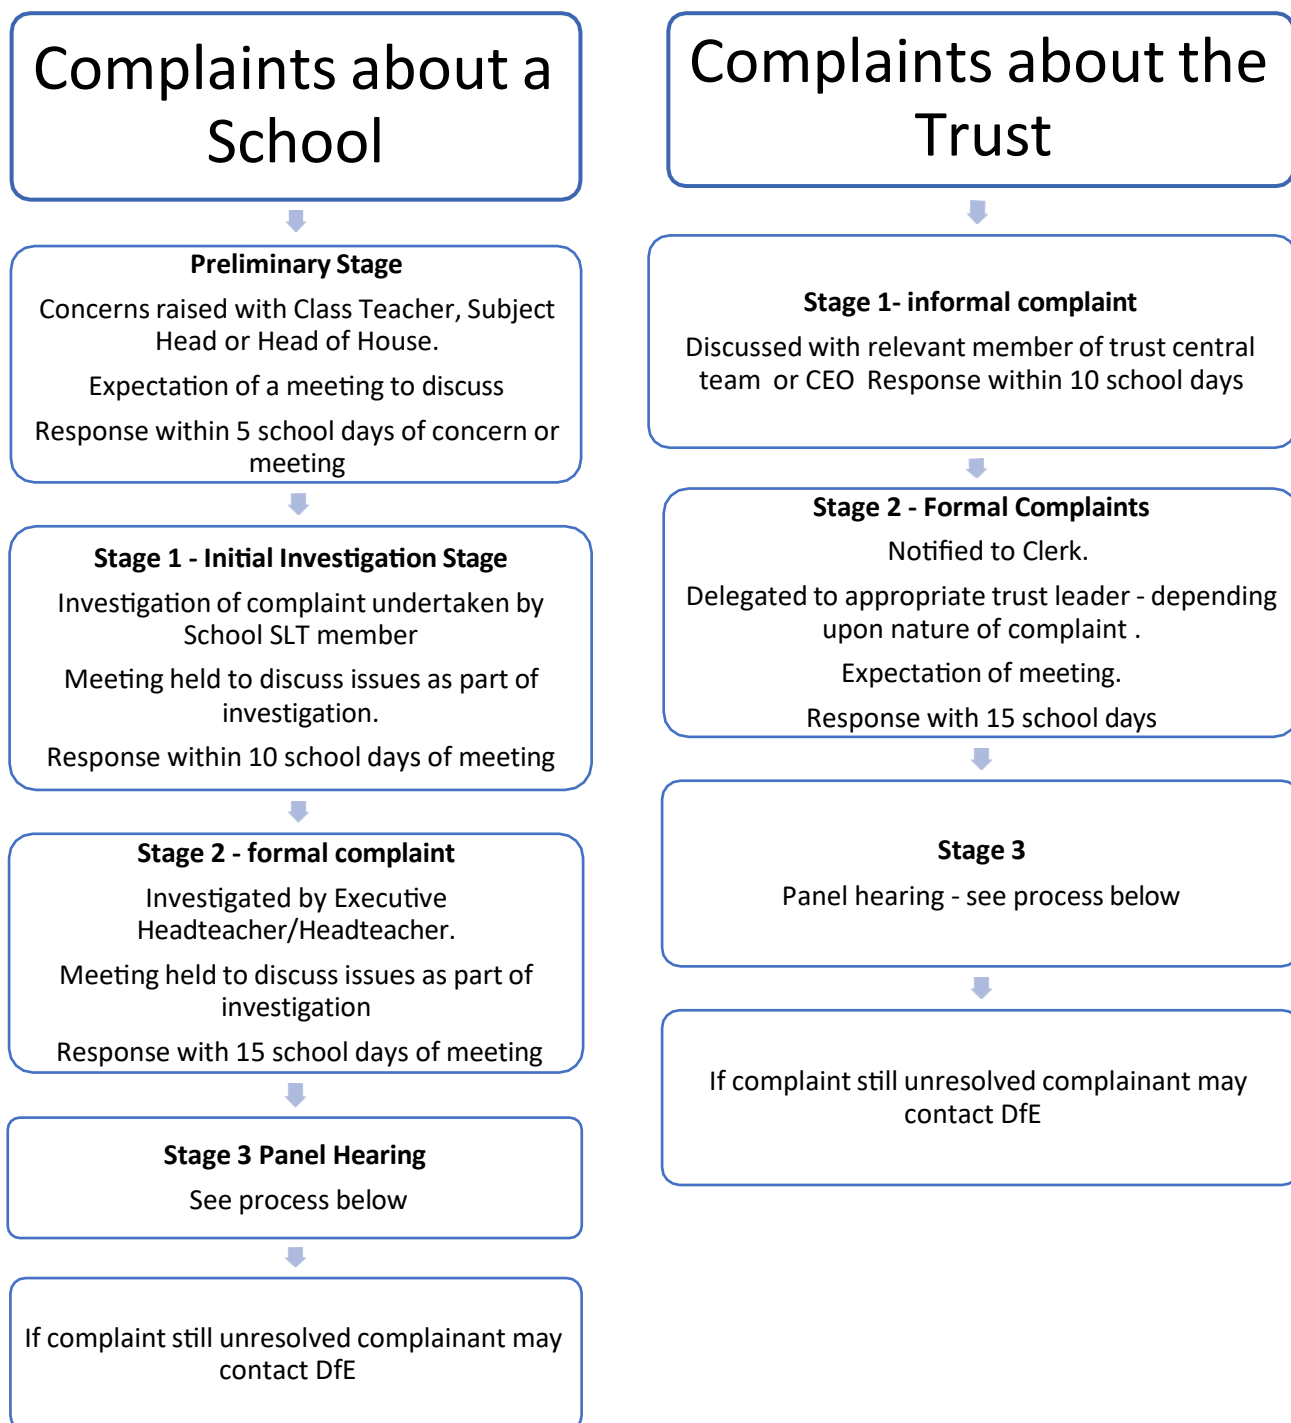 Complaints about a
School
Preliminary Stage
Concerns raised with Class Teacher, Subject
Head or Head of House.
Expectation of a meeting to discuss
Response within 5 school days of concern or
meeting
Stage 1 - Initial Investigation Stage
Investigation of complaint undertaken by
School SLT member
Meeting held to discuss issues as part of
investigation.
Response within 10 school days of meeting
Stage 2 - formal complaint
Investigated by Executive
Headteacher/Headteacher.
Meeting held to discuss issues as part of
investigation
Response with 15 school days of meeting
Stage 3 Panel Hearing
See process below
If complaint still unresolved complainant may
contact DfE
Complaints about the
Trust
Stage 1- informal complaint
Discussed with relevant member of trust central
team  or CEO  Response within 10 school days
Stage 2 - Formal Complaints
Notified to Clerk.
Delegated to appropriate trust leader - depending
upon nature of complaint .
Expectation of meeting.
Response with 15 school days
Stage 3
Panel hearing - see process below
If complaint still unresolved complainant may
contact DfE